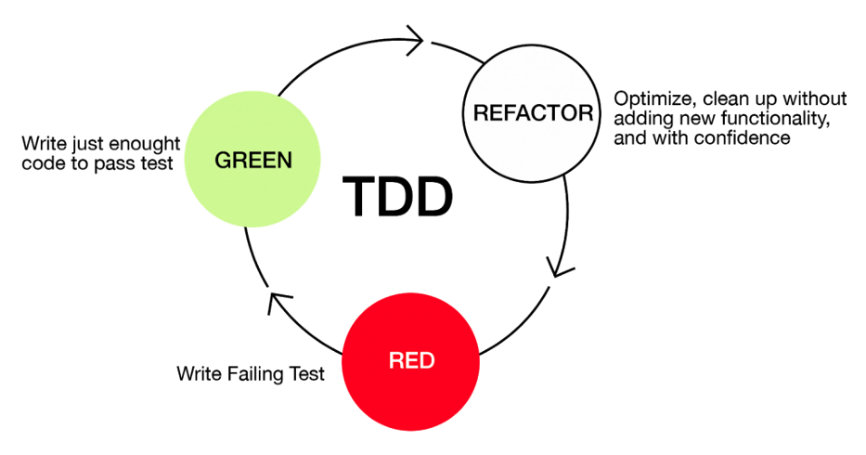 REFACTOR
Optimize, clean up without
adding new functionality,
and with confidence
Write just enought
code to pass test
GREEN
TDD
RED
Write Failing Test